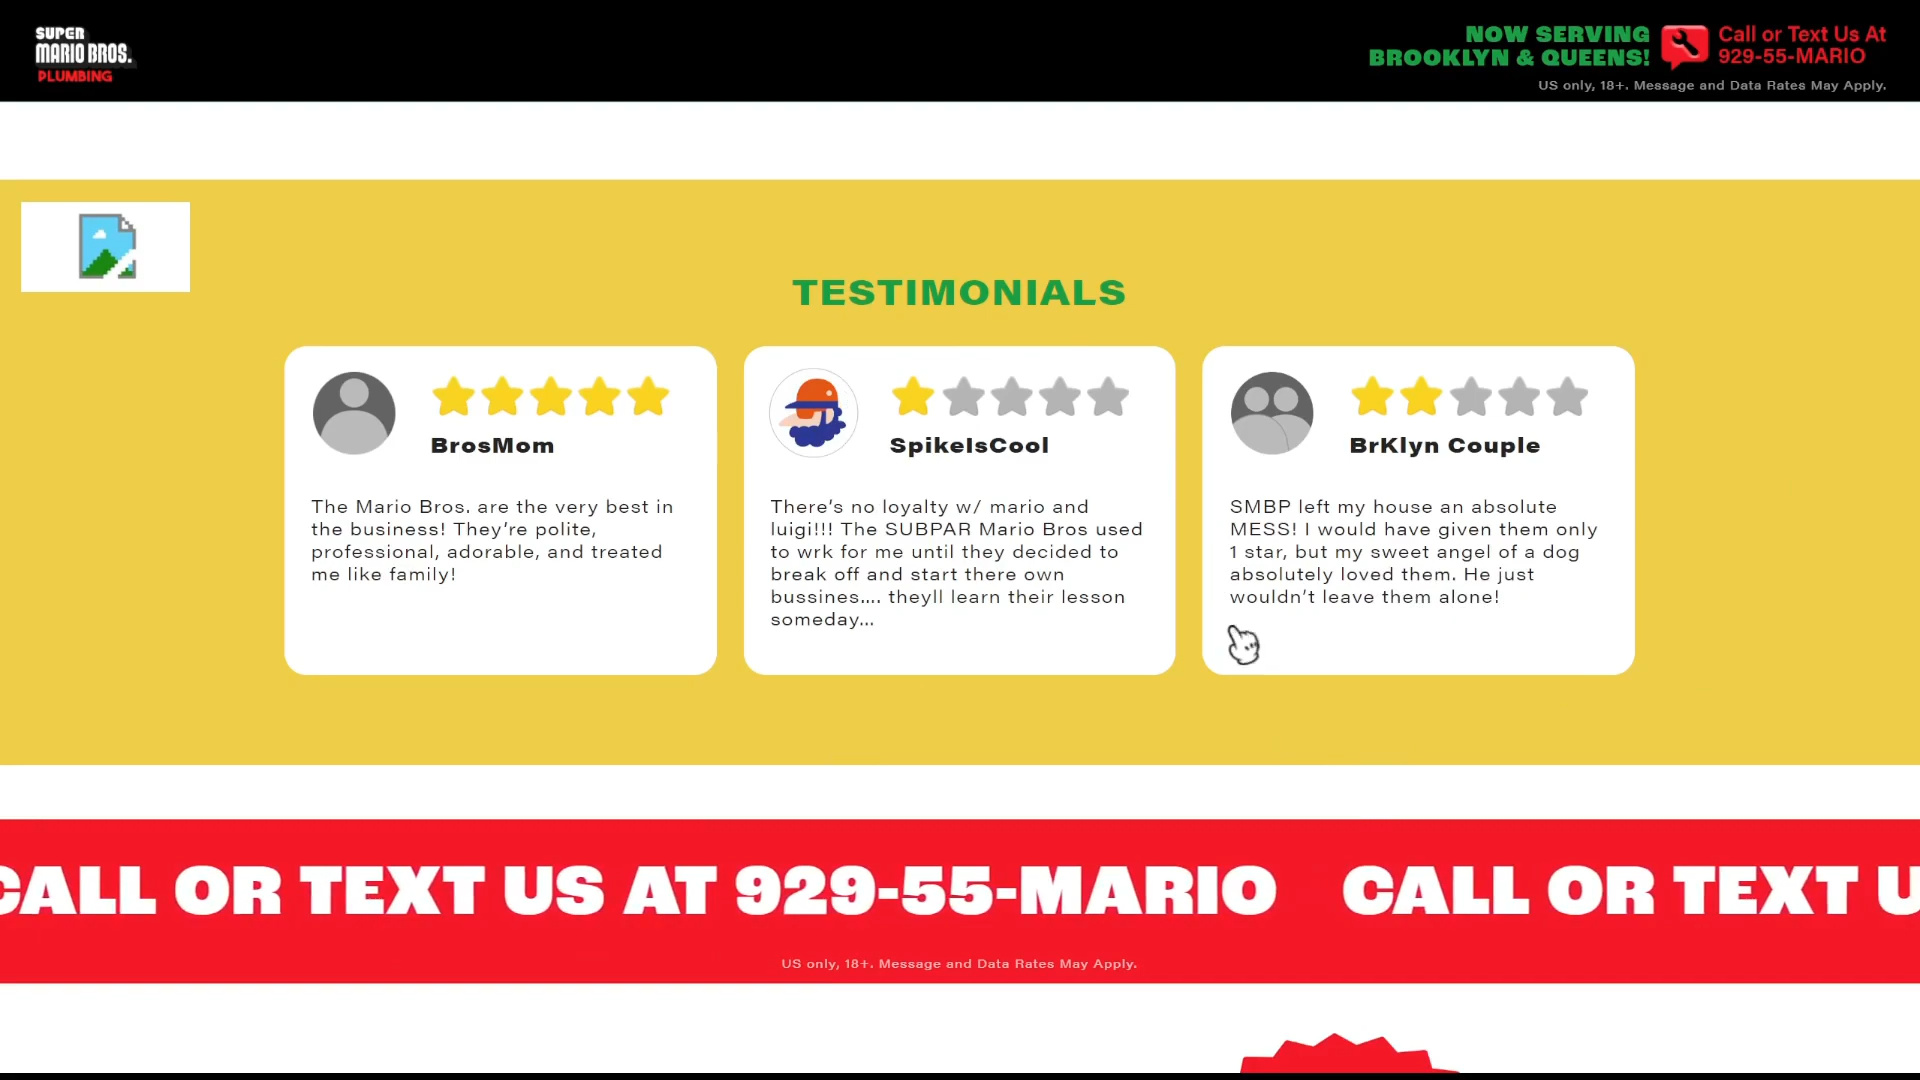 SUPER
MARIO BROS.
PLUMBING
NOW SERVING
BROOKLYN & QUEENS!
Call or Text Us At
929-55-MARIO
US only, 18+. Message and Data Rates May Apply.
TESTIMONIALS
BrosMom
The Mario Bros. are the very best in
the business! They’re polite,
professional, adorable, and treated
me like family!
SpikeIsCool
There’s no loyalty w/ mario and
luigi!!! The SUBPAR Mario Bros used
to wrk for me until they decided to
break off and start there own
bussines.... theyll learn their lesson
someday...
BrKlyn Couple
SMBP left my house an absolute
MESS! I would have given them only
1 star, but my sweet angel of a dog
absolutely loved them. He just
wouldn’t leave them alone!
CALL OR TEXT US AT 929-55-MARIO CALL OR TEXT U
US only, 18+. Message and Data Rates May Apply.